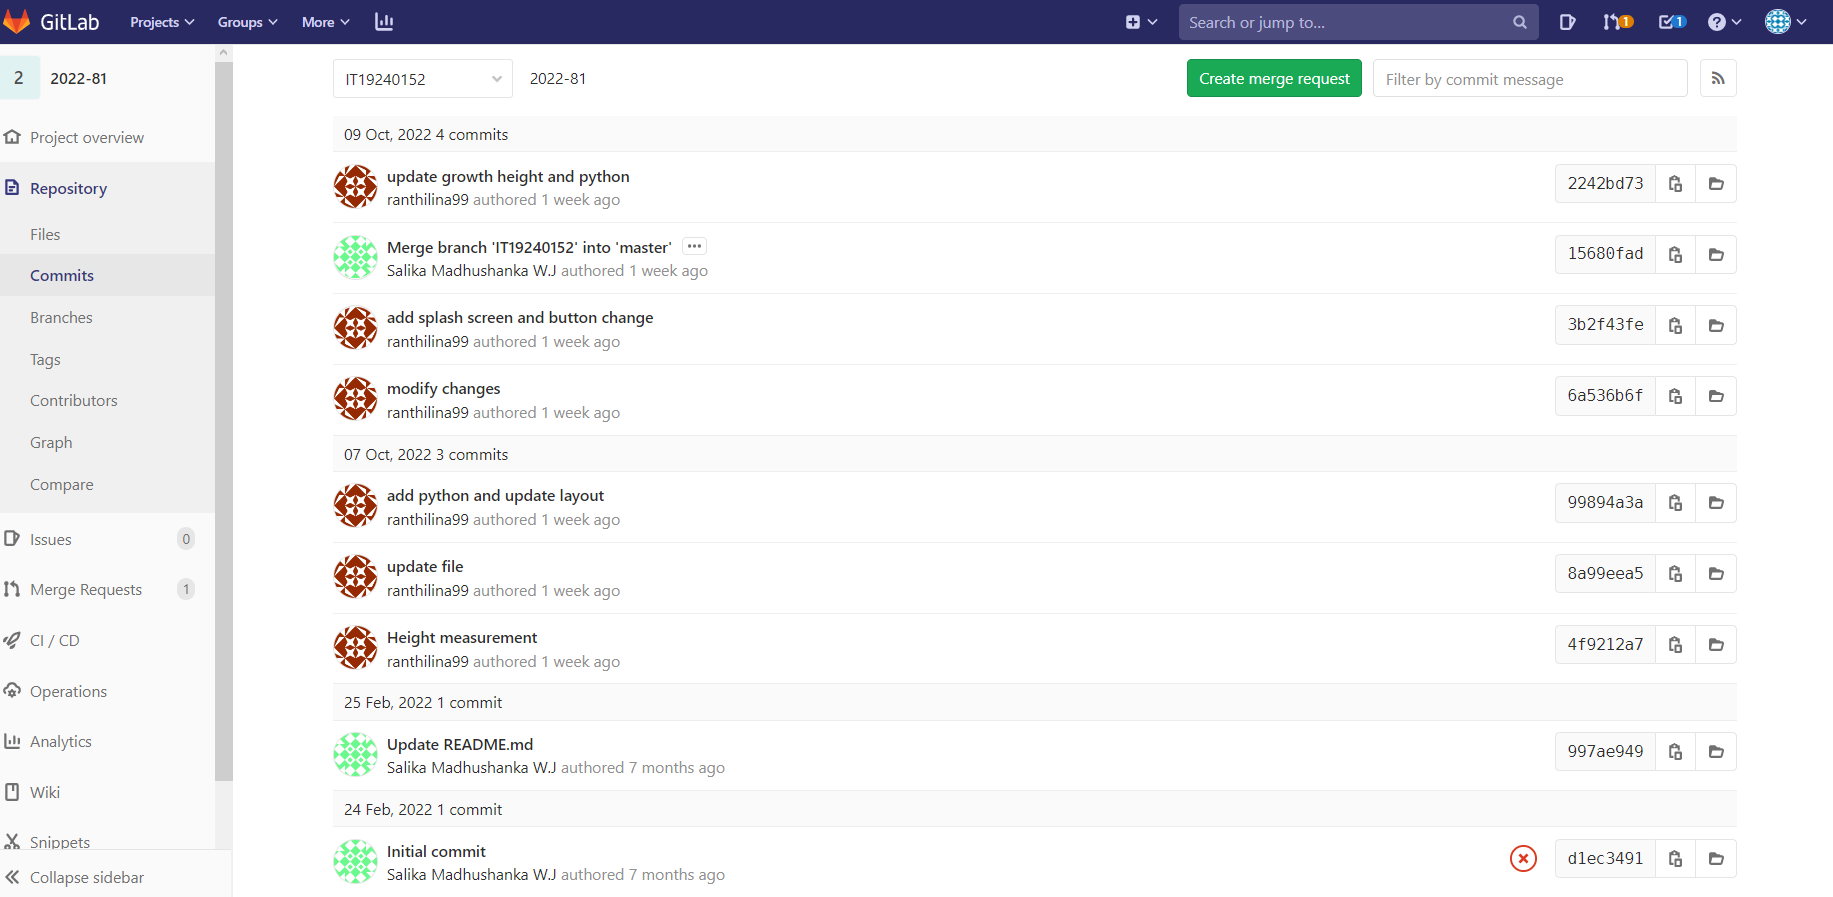 GitLab Projects Groups More Search or jump to... 1 1
2 2022-81
Project overview
Repository
Files
Commits
Branches
Tags
Contributors
Graph
Compare
Issues 0
Merge Requests 1
CI / CD
Operations
Analytics
Wiki
Snippets
Collapse sidebar
IT19240152 2022-81 Create merge request Filter by commit message
09 Oct, 2022 4 commits
update growth height and python
ranthilina99 authored 1 week ago
2242bd73
Merge branch 'IT19240152' into 'master' ...
Salika Madhushanka W.J authored 1 week ago
15680fad
add splash screen and button change
ranthilina99 authored 1 week ago
3b2f43fe
modify changes
ranthilina99 authored 1 week ago
6a536b6f
07 Oct, 2022 3 commits
add python and update layout
ranthilina99 authored 1 week ago
99894a3a
update file
ranthilina99 authored 1 week ago
8a99eea5
Height measurement
ranthilina99 authored 1 week ago
4f9212a7
25 Feb, 2022 1 commit
Update README.md
Salika Madhushanka W.J authored 7 months ago
997ae949
24 Feb, 2022 1 commit
Initial commit
Salika Madhushanka W.J authored 7 months ago
d1ec3491